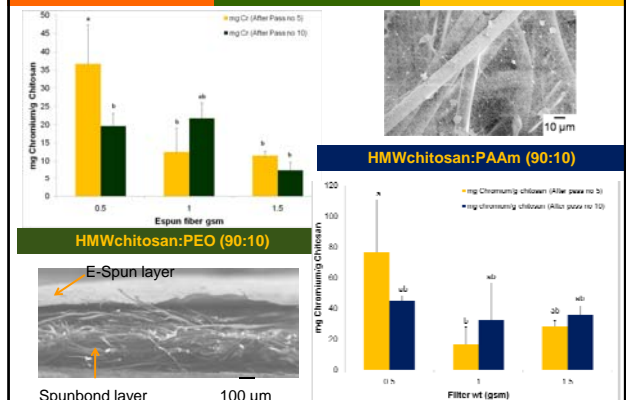 mg Chromium/g Chitosan
50
45
40
35
30
25
20
15
10
5
0
mg Cr (After Pass no 5)
mg Cr (After Pass no 10)
a
b
b
ab
b
b
0.5
1
1.5
Espun fiber gsm
HMWchitosan:PEO (90:10)
E-Spun layer
Spunbond layer
100 µm
10 µm
HMWchitosan:PAAm (90:10)
mg Chromium/g Chitosan
120
100
80
60
40
20
0
mg Chromium/g chitosan (After pass no 5)
mg chromium/g chitosan (After pass no 10)
a
ab
b
ab
ab
ab
0.5
1
1.5
Filter wt (gsm)